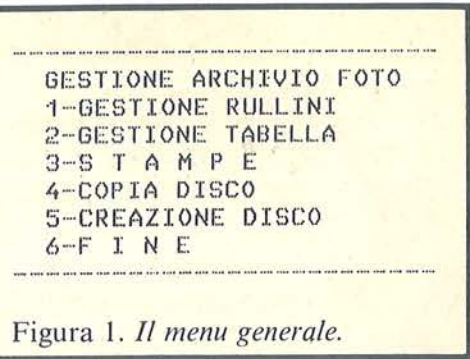 GESTIONE ARCHIVIO FOTO
1-GESTIONE RULLINI
2-GESTIONE TABELLA
3-S T A M P E
4-COPIA DISCO
5-CREAZIONE DISCO
6-F I N E
Figura 1. Il menu generale.